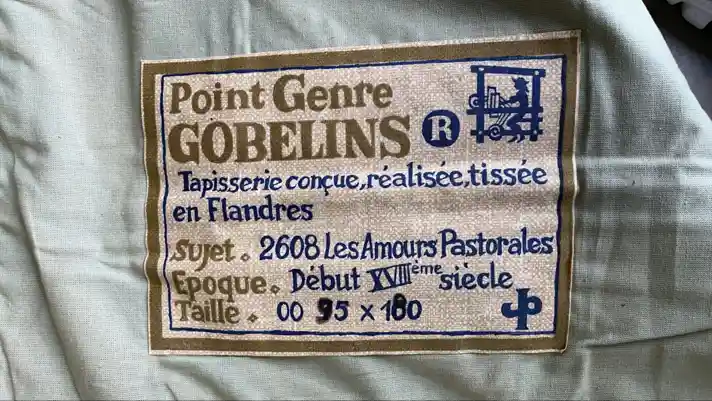 Point Genre
GOBELINS ®
Tapisserie conçue, réalisée, tissée
en Flandres
Sujet. 2608 Les Amours Pastorales
Epoque. Début XVIIIème siècle
Taille. 00 95 x 180
JP